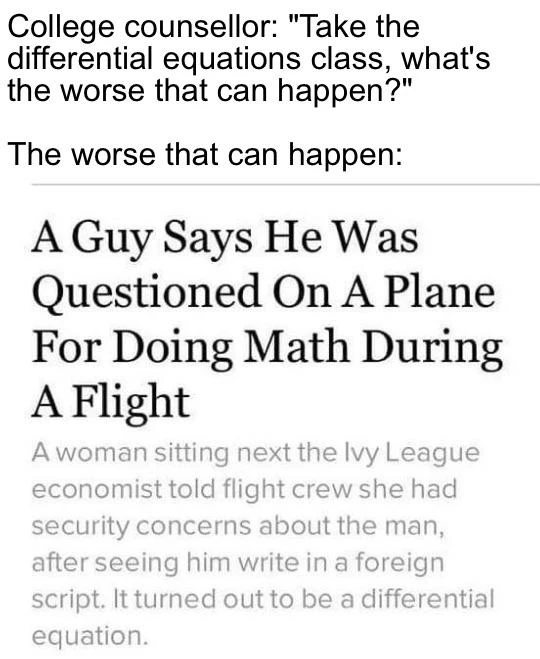 College counsellor: "Take the
differential equations class, what's
the worse that can happen?"
The worse that can happen:
A Guy Says He Was
Questioned On A Plane
For Doing Math During
A Flight
A woman sitting next the Ivy League
economist told flight crew she had
security concerns about the man,
after seeing him write in a foreign
script. It turned out to be a differential
equation.